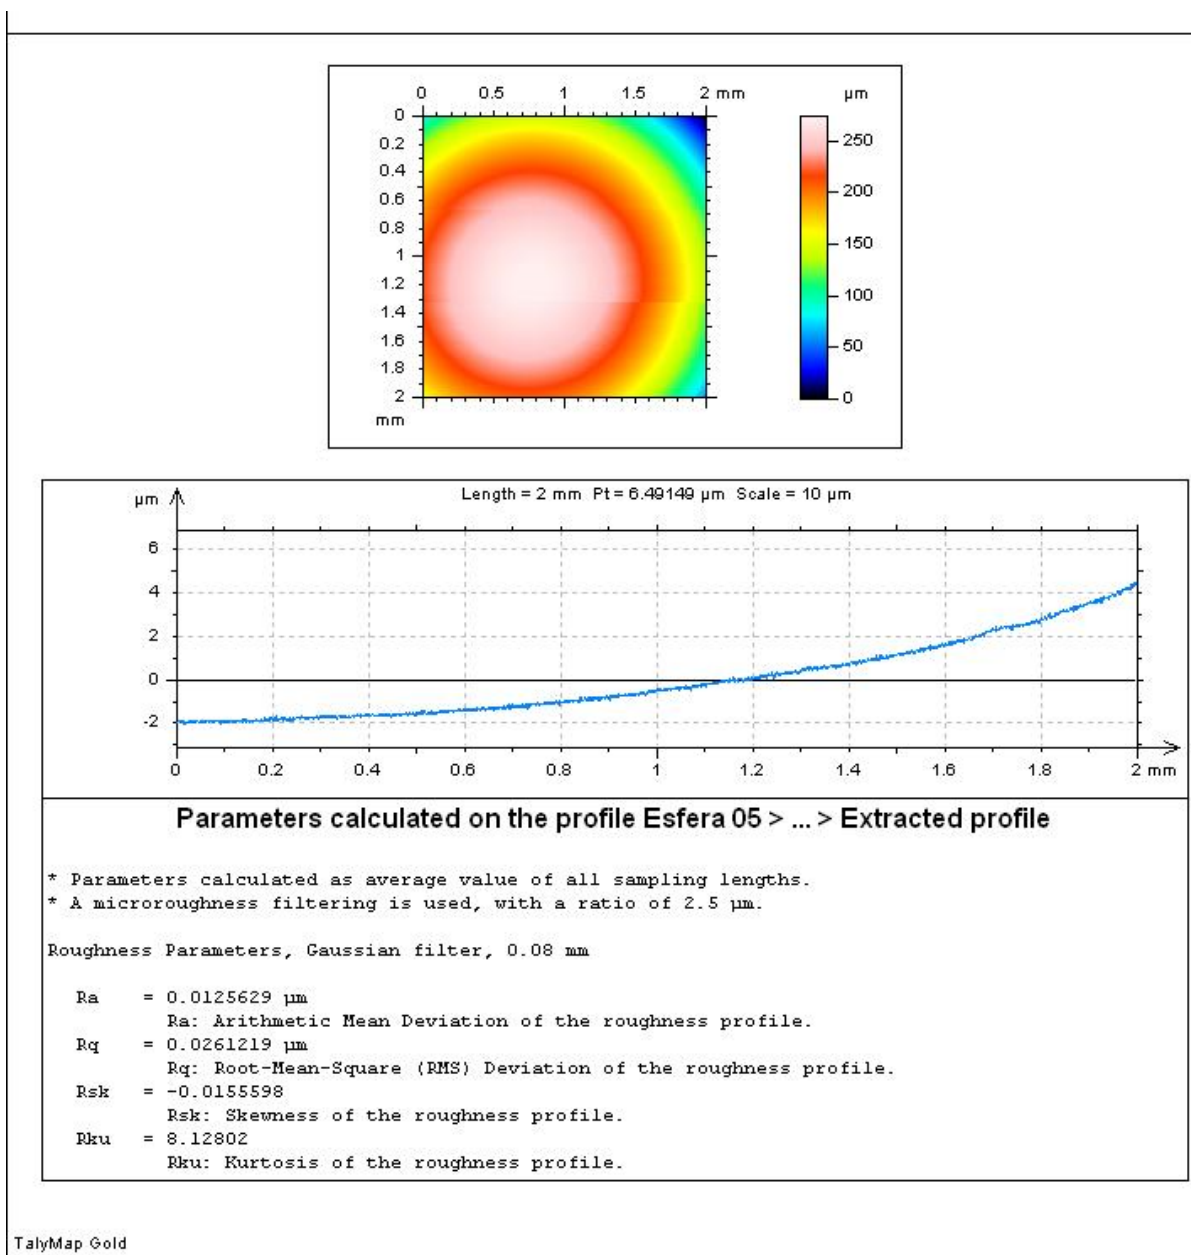 0 0.5 1 1.5 2 mm µm
0
0.2
0.4
0.6
0.8
1
1.2
1.4
1.6
1.8
2
mm
250
200
150
100
50
0
µm Length = 2 mm Pt = 6.49149 µm Scale = 10 µm
6
4
2
0
-2
0 0.2 0.4 0.6 0.8 1 1.2 1.4 1.6 1.8 2 mm
Parameters calculated on the profile Esfera 05 > ... > Extracted profile
* Parameters calculated as average value of all sampling lengths.
* A microroughness filtering is used, with a ratio of 2.5 µm.
Roughness Parameters, Gaussian filter, 0.08 mm
Ra = 0.0125629 µm
Ra: Arithmetic Mean Deviation of the roughness profile.
Rq = 0.0261219 µm
Rq: Root-Mean-Square (RMS) Deviation of the roughness profile.
Rsk = -0.0155598
Rsk: Skewness of the roughness profile.
Rku = 8.12802
Rku: Kurtosis of the roughness profile.
TalyMap Gold